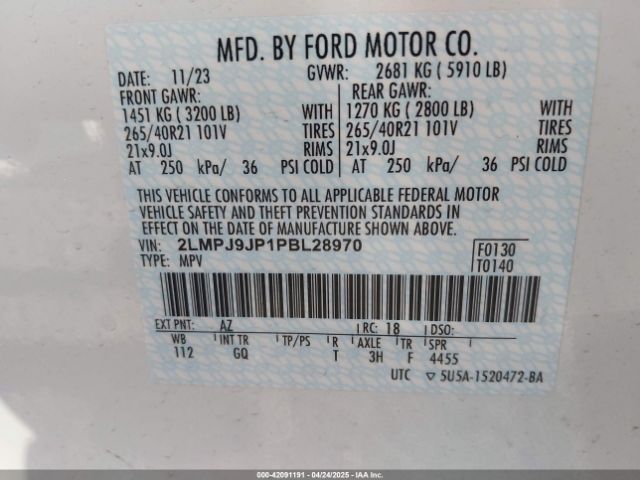 MFD. BY FORD MOTOR CO.
DATE: 11/23 GVWR: 2681 KG ( 5910 LB)
FRONT GAWR: REAR GAWR:
1451 KG ( 3200 LB) WITH 1270 KG ( 2800 LB) WITH
265/40R21 101V TIRES 265/40R21 101V TIRES
21x9.0J RIMS 21x9.0J RIMS
AT 250 kPa/ 36 PSI COLD AT 250 kPa/ 36 PSI COLD
THIS VEHICLE CONFORMS TO ALL APPLICABLE FEDERAL MOTOR
VEHICLE SAFETY AND THEFT PREVENTION STANDARDS IN
EFFECT ON THE DATE OF MANUFACTURE SHOWN ABOVE.
VIN: 2LMPJ9JP1PBL28970 F0130
TYPE: MPV T0140
EXT PNT: AZ RC: 18 DSO:
WB INT TR TP/PS R AXLE TR SPR
112 GQ T 3H F 4455
UTC ▽ 5U5A-1520472-BA
000-42091191 - 04/24/2025 - IAAI.COM